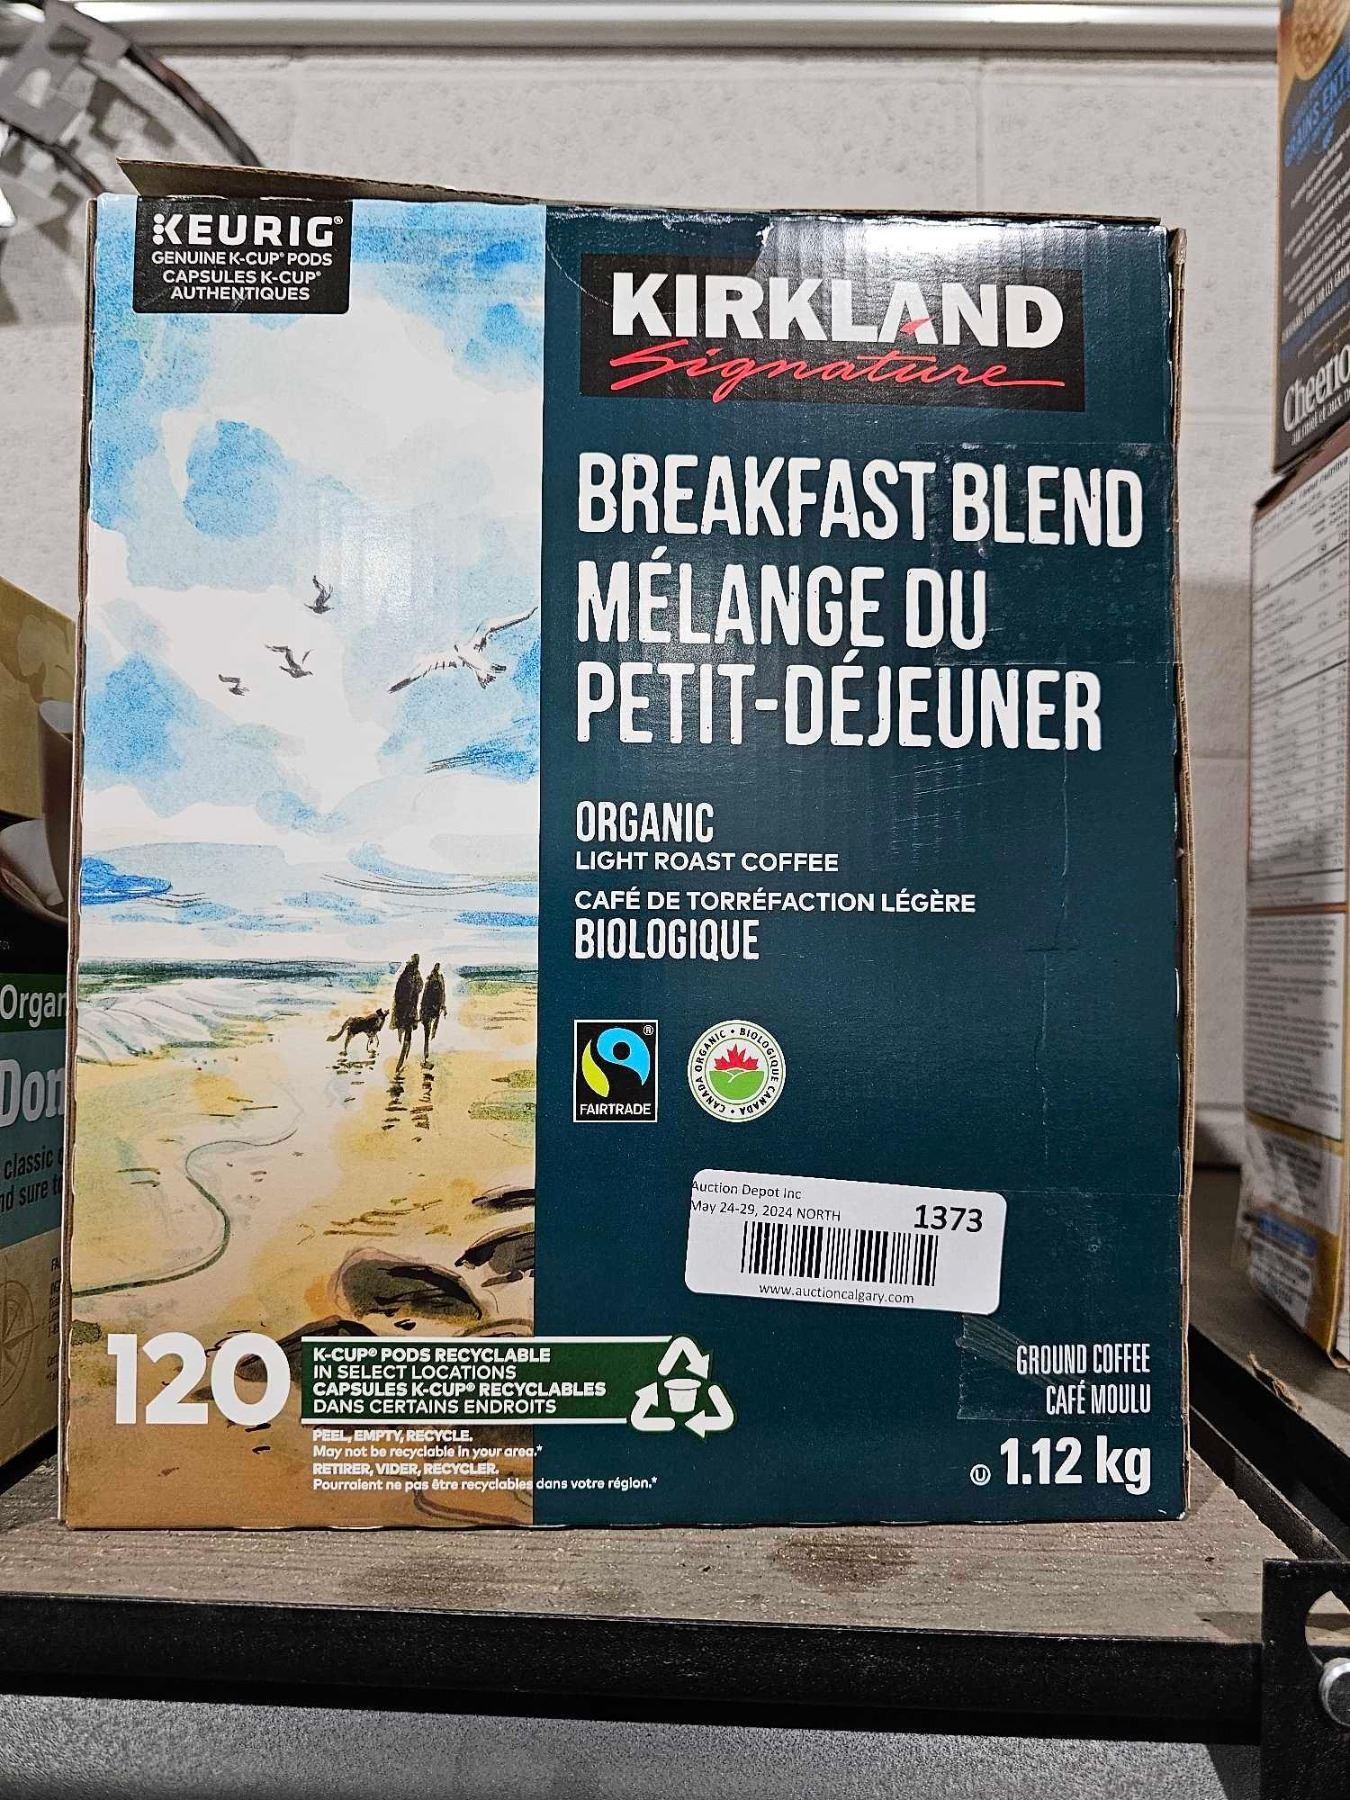 KEURIG®
GENUINE K-CUP® PODS
CAPSULES K-CUP®
AUTHENTIQUES
KIRKLAND
Signature
BREAKFAST BLEND
MÉLANGE DU
PETIT-DÉJEUNER
ORGANIC
LIGHT ROAST COFFEE
CAFÉ DE TORRÉFACTION LÉGÈRE
BIOLOGIQUE
®
FAIRTRADE
CANADA ORGANIC • BIOLOGIQUE CANADA •
Auction Depot Inc
May 24-29, 2024 NORTH
1373
www.auctioncalgary.com
120
K-CUP® PODS RECYCLABLE
IN SELECT LOCATIONS
CAPSULES K-CUP® RECYCLABLES
DANS CERTAINS ENDROITS
PEEL, EMPTY, RECYCLE.
May not be recyclable in your area.*
RETIRER, VIDER, RECYCLER.
Pourraient ne pas être recyclables dans votre région.*
GROUND COFFEE
CAFÉ MOULU
U 1.12 kg
Organ
Don
classic
nd sure t
Cheerio